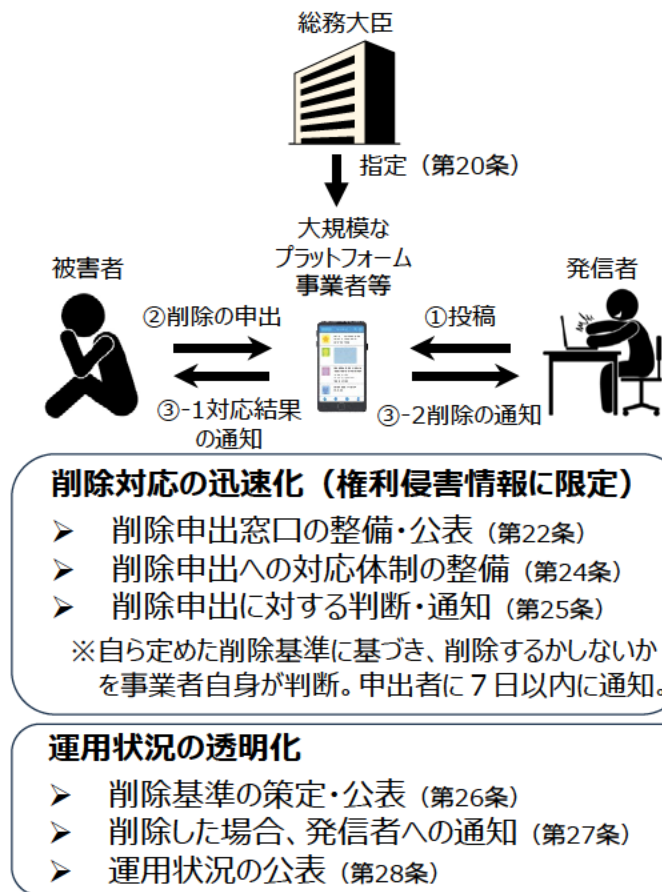 総務大臣
指定（第20条）
大規模な
プラットフォーム
事業者等
被害者
発信者
②削除の申出
①投稿
③-1対応結果
の通知
③-2削除の通知
削除対応の迅速化（権利侵害情報に限定）
➢ 削除申出窓口の整備・公表（第22条）
➢ 削除申出への対応体制の整備（第24条）
➢ 削除申出に対する判断・通知（第25条）
※自ら定めた削除基準に基づき、削除するかしないか
を事業者自身が判断。申出者に７日以内に通知。
運用状況の透明化
➢ 削除基準の策定・公表（第26条）
➢ 削除した場合、発信者への通知（第27条）
➢ 運用状況の公表（第28条）